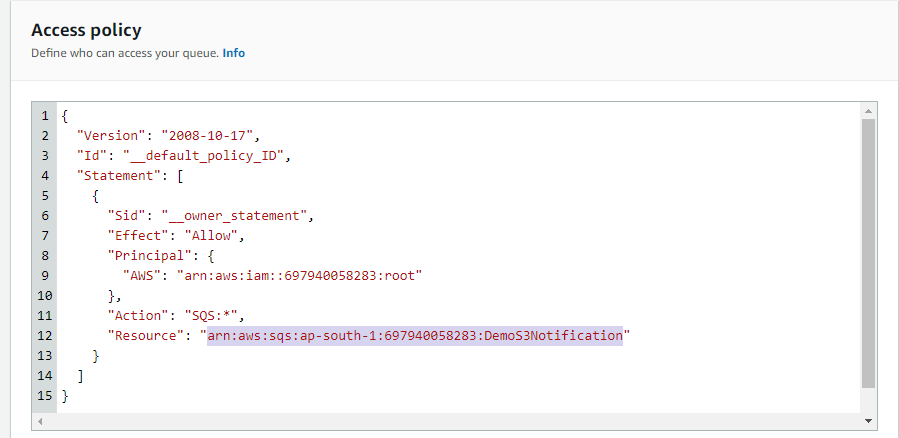 Access policy
Define who can access your queue. Info
1 {
2 "Version": "2008-10-17",
3 "Id": "__default_policy_ID",
4 "Statement": [
5 {
6 "Sid": "__owner_statement",
7 "Effect": "Allow",
8 "Principal": {
9 "AWS": "arn:aws:iam::697940058283:root"
10 },
11 "Action": "SQS:*",
12 "Resource": "arn:aws:sqs:ap-south-1:697940058283:DemoS3Notification"
13 }
14 ]
15 }